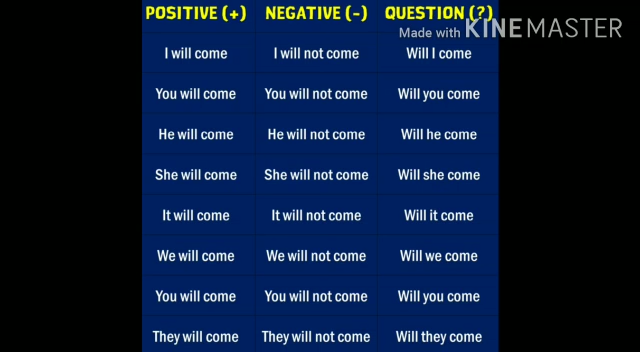 POSITIVE (+) NEGATIVE (-) QUESTION (?)
Made with KINEMASTER
I will come I will not come Will I come
You will come You will not come Will you come
He will come He will not come Will he come
She will come She will not come Will she come
It will come It will not come Will it come
We will come We will not come Will we come
You will come You will not come Will you come
They will come They will not come Will they come